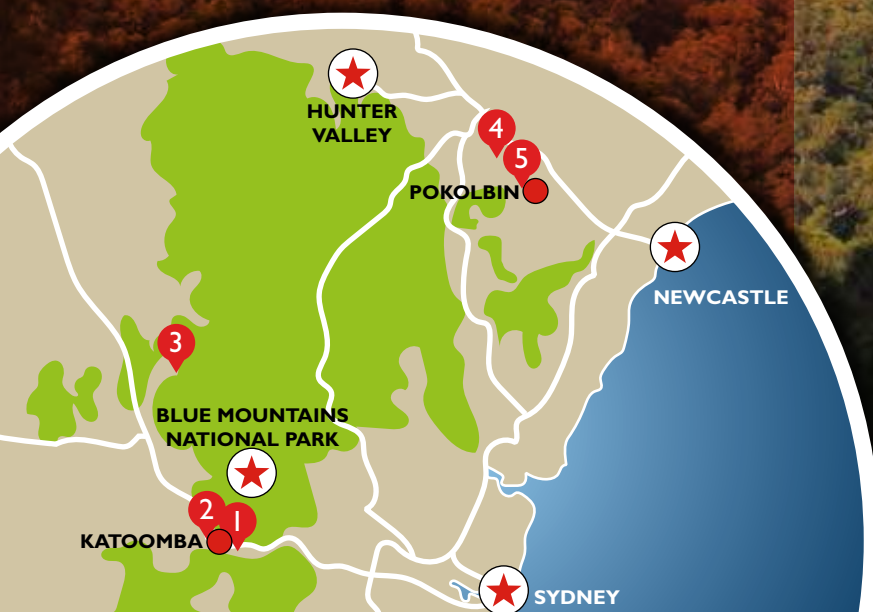 HUNTER
VALLEY
4
5
POKOLBIN
NEWCASTLE
3
BLUE MOUNTAINS
NATIONAL PARK
2
1
KATOOMBA
SYDNEY